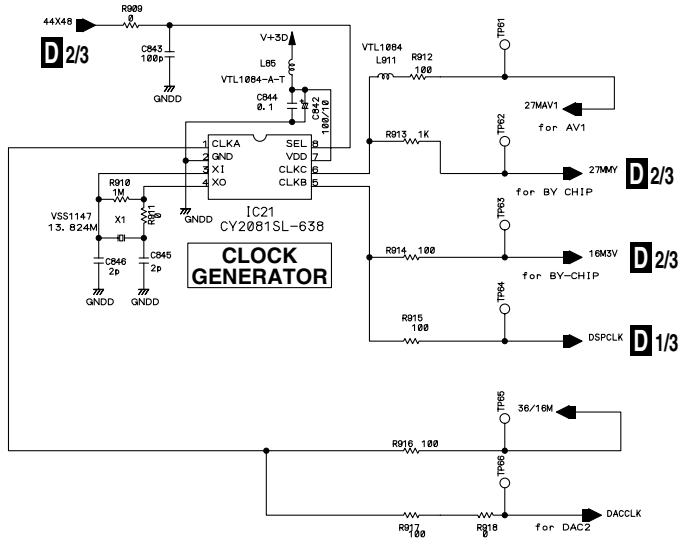 44X48
R909
0
D 2/3
C843
100p
GNDD
V+3D
L85
VTL1084-A-T
C844
0.1
C842
100/10
VTL1084
L911
R912
100
TP61
27MAV1
for AV1
R913 1K
TP62
27MMY
D 2/3
for BY CHIP
1 CLKA
2 GND
3 XI
4 XO
SEL 8
VDD 7
CLKC 6
CLKB 5
IC21
CY2081SL-638
CLOCK
GENERATOR
R910
1M
R911
0
VSS1147
13.824M
X1
C846
2p
C845
2p
GNDD
GNDD
GNDD
TP63
R914 100
16M3V
D 2/3
for BY-CHIP
TP64
R915
100
DSPCLK
D 1/3
TP65
36/16M
R916 100
TP66
R917
100
R918
0
DACCLK
for DAC2